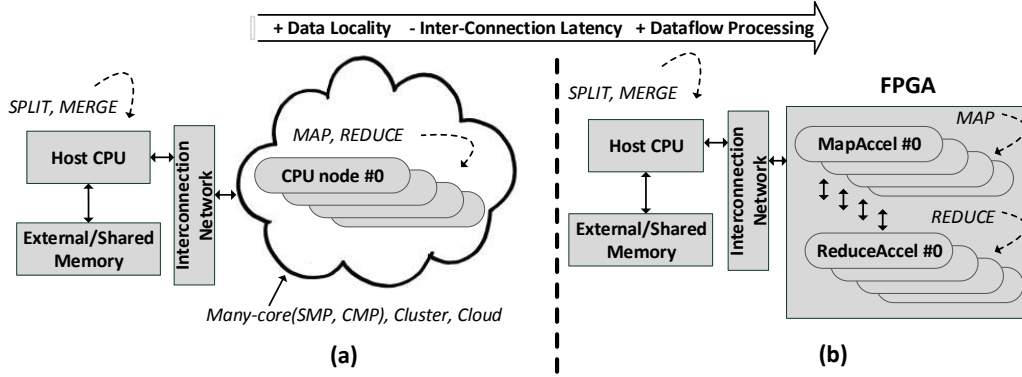 + Data Locality - Inter-Connection Latency + Dataflow Processing
SPLIT, MERGE
Host CPU
External/Shared
Memory
Interconnection
Network
MAP, REDUCE
CPU node #0
Many-core(SMP, CMP), Cluster, Cloud
(a)
SPLIT, MERGE
Host CPU
External/Shared
Memory
Interconnection
Network
FPGA
MAP
MapAccel #0
REDUCE
ReduceAccel #0
(b)